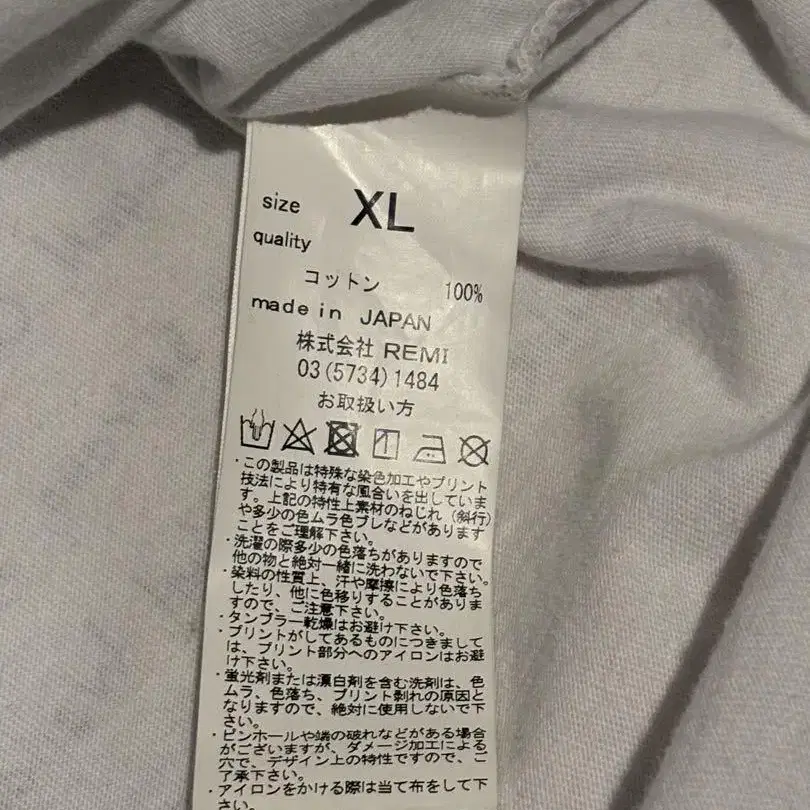 size XL
quality
コットン 100%
made in JAPAN
株式会社 REMI
03(5734)1484
お取扱い方
・この製品は特殊な染色加工やプリント
技法により特有な風合いを出していま
す。上記の特性上素材のねじれ（斜行）
や多少の色ムラ色ブレなどがあります
ことをご理解下さい。
・洗濯の際多少の色落ちがありますので
他の物と絶対一緒に洗わないで下さい。
・染料の性質上、汗や摩擦により色落ち
したり、他に色移りすることがありま
すので、ご注意下さい。
・タンブラー乾燥はお避け下さい。
・プリントがしてあるものにつきまして
は、プリント部分へのアイロンはお避
け下さい。
・蛍光剤または漂白剤を含む洗剤は、色
ムラ、色落ち、プリント剥れの原因と
なりますので、絶対に使用しないで下
さい。
・ピンホールや端の破れなどがある場合
がございますが、ダメージ加工による
穴で、デザイン上の特性ですので、ご
了承下さい。
・アイロンをかける際は当て布をして下
さい。